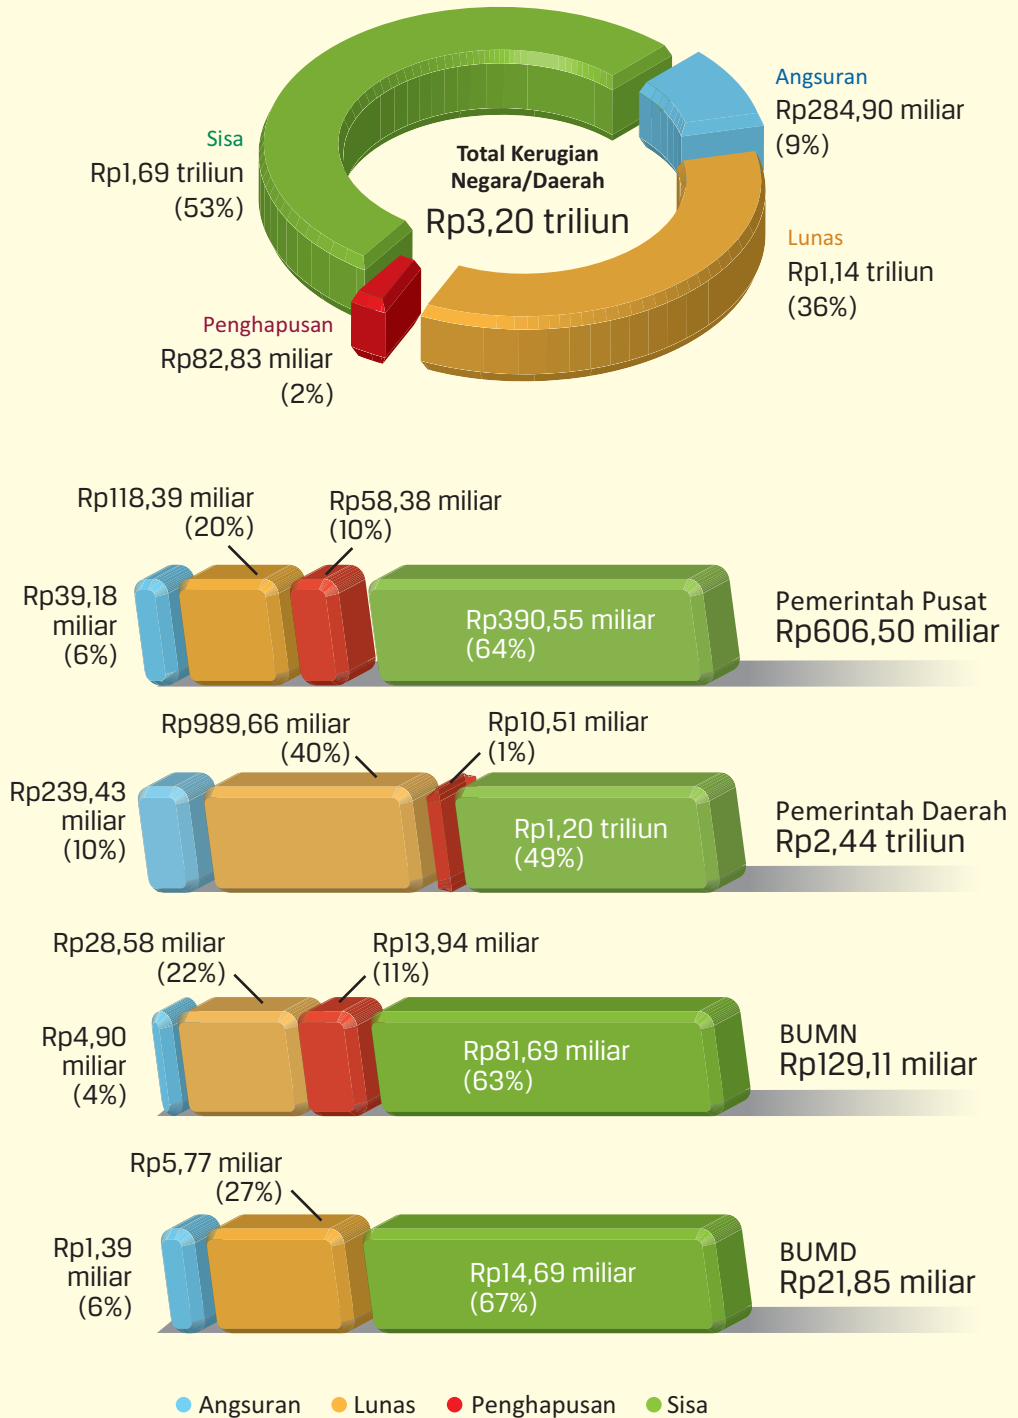 Angsuran
Rp284,90 miliar
(9%)
Sisa
Rp1,69 triliun
(53%)
Total Kerugian
Negara/Daerah
Rp3,20 triliun
Lunas
Rp1,14 triliun
(36%)
Penghapusan
Rp82,83 miliar
(2%)
Rp118,39 miliar
(20%)
Rp58,38 miliar
(10%)
Rp39,18
miliar
(6%)
Rp390,55 miliar
(64%)
Pemerintah Pusat
Rp606,50 miliar
Rp989,66 miliar
(40%)
Rp10,51 miliar
(1%)
Rp239,43
miliar
(10%)
Rp1,20 triliun
(49%)
Pemerintah Daerah
Rp2,44 triliun
Rp28,58 miliar
(22%)
Rp13,94 miliar
(11%)
Rp4,90
miliar
(4%)
Rp81,69 miliar
(63%)
BUMN
Rp129,11 miliar
Rp5,77 miliar
(27%)
Rp1,39
miliar
(6%)
Rp14,69 miliar
(67%)
BUMD
Rp21,85 miliar
Angsuran Lunas Penghapusan Sisa